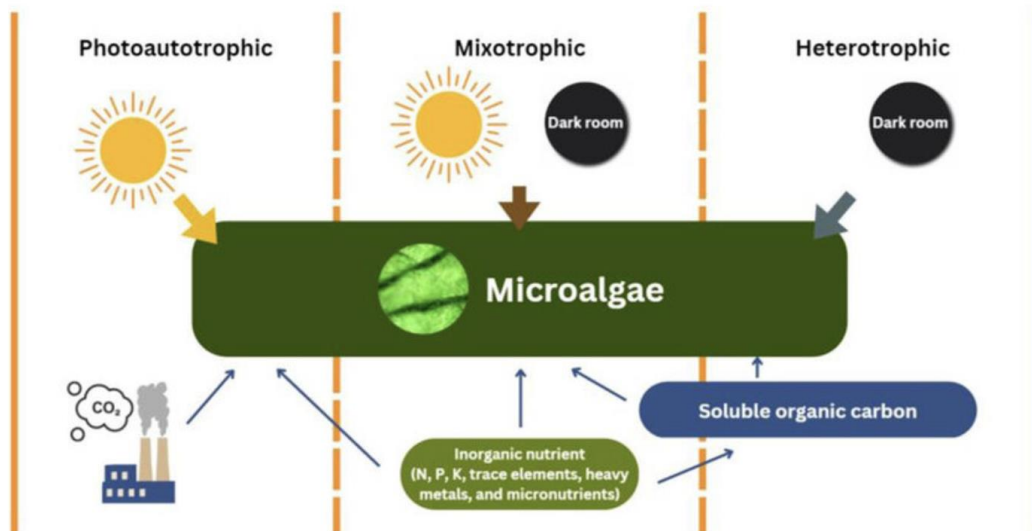 Photoautotrophic
Mixotrophic
Heterotrophic
Dark room
Dark room
Microalgae
CO₂
Soluble organic carbon
Inorganic nutrient
(N, P, K, trace elements, heavy
metals, and micronutrients)